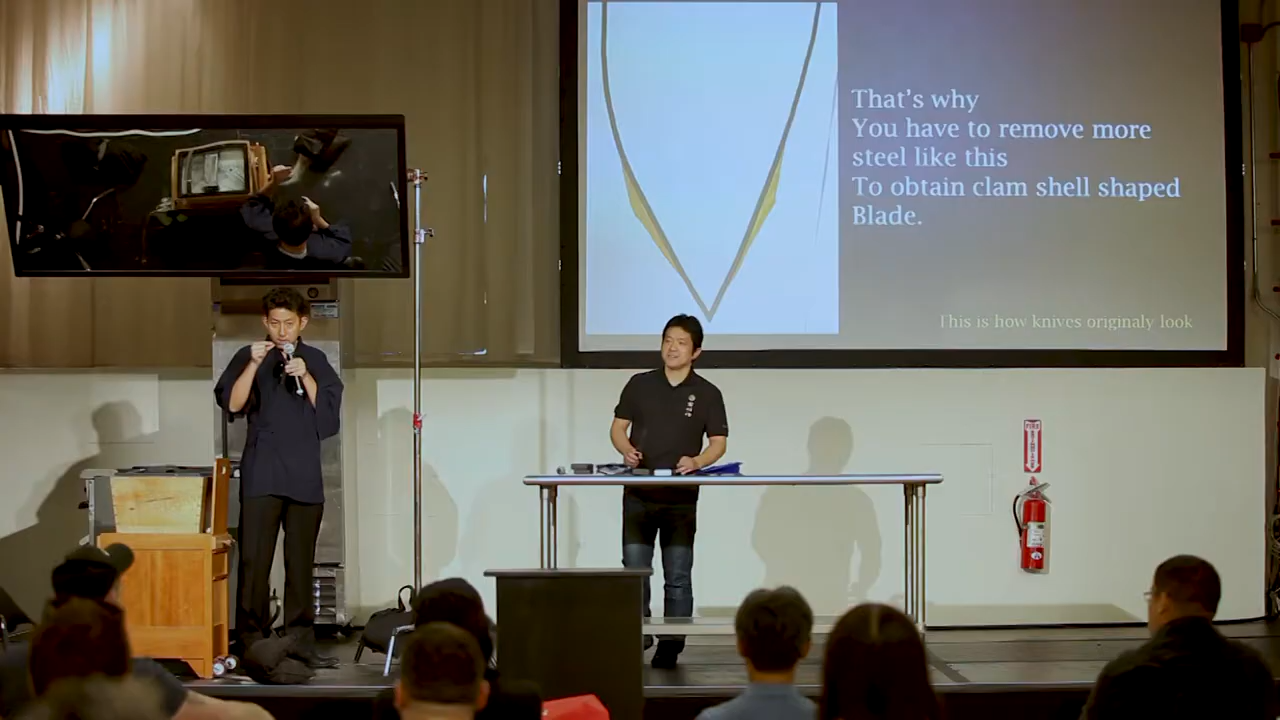 That's why
You have to remove more
steel like this
To obtain clam shell shaped
Blade.
This is how knives originaly look
FIRE